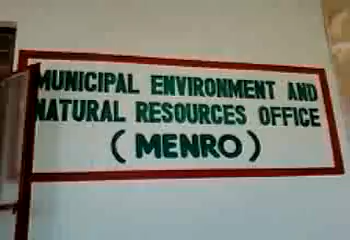 MUNICIPAL ENVIRONMENT AND
NATURAL RESOURCES OFFICE
(MENRO)